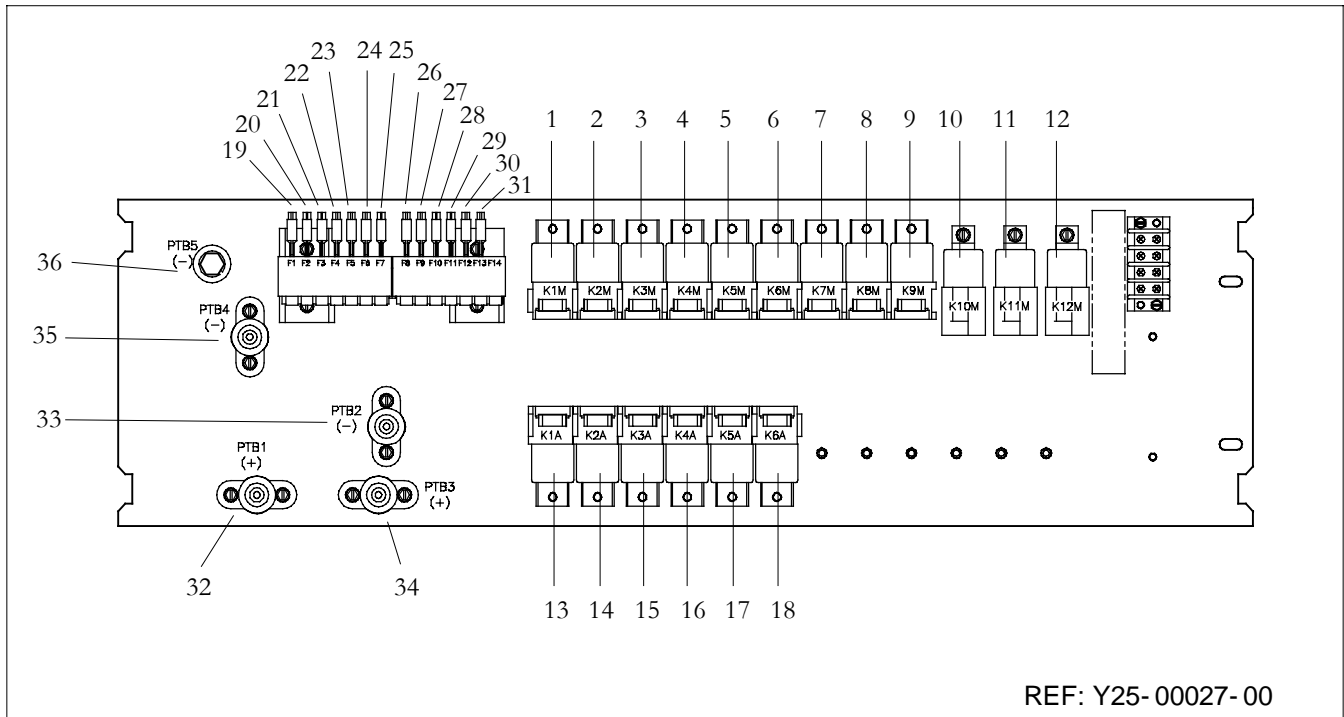 23
24
25
22
26
21
27
20
28
19
29
30
31
1 2 3 4 5 6 7 8 9 10 11 12
PTB5
(-)
36
F1 F2 F3 F4 F5 F6 F7 F8 F9 F10 F11 F12 F13 F14
K1M K2M K3M K4M K5M K6M K7M K8M K9M
K10M K11M K12M
PTB4
(-)
35
33
PTB2
(-)
K1A K2A K3A K4A K5A K6A
PTB1
(+)
PTB3
(+)
32
34
13 14 15 16 17 18
REF: Y25-00027-00